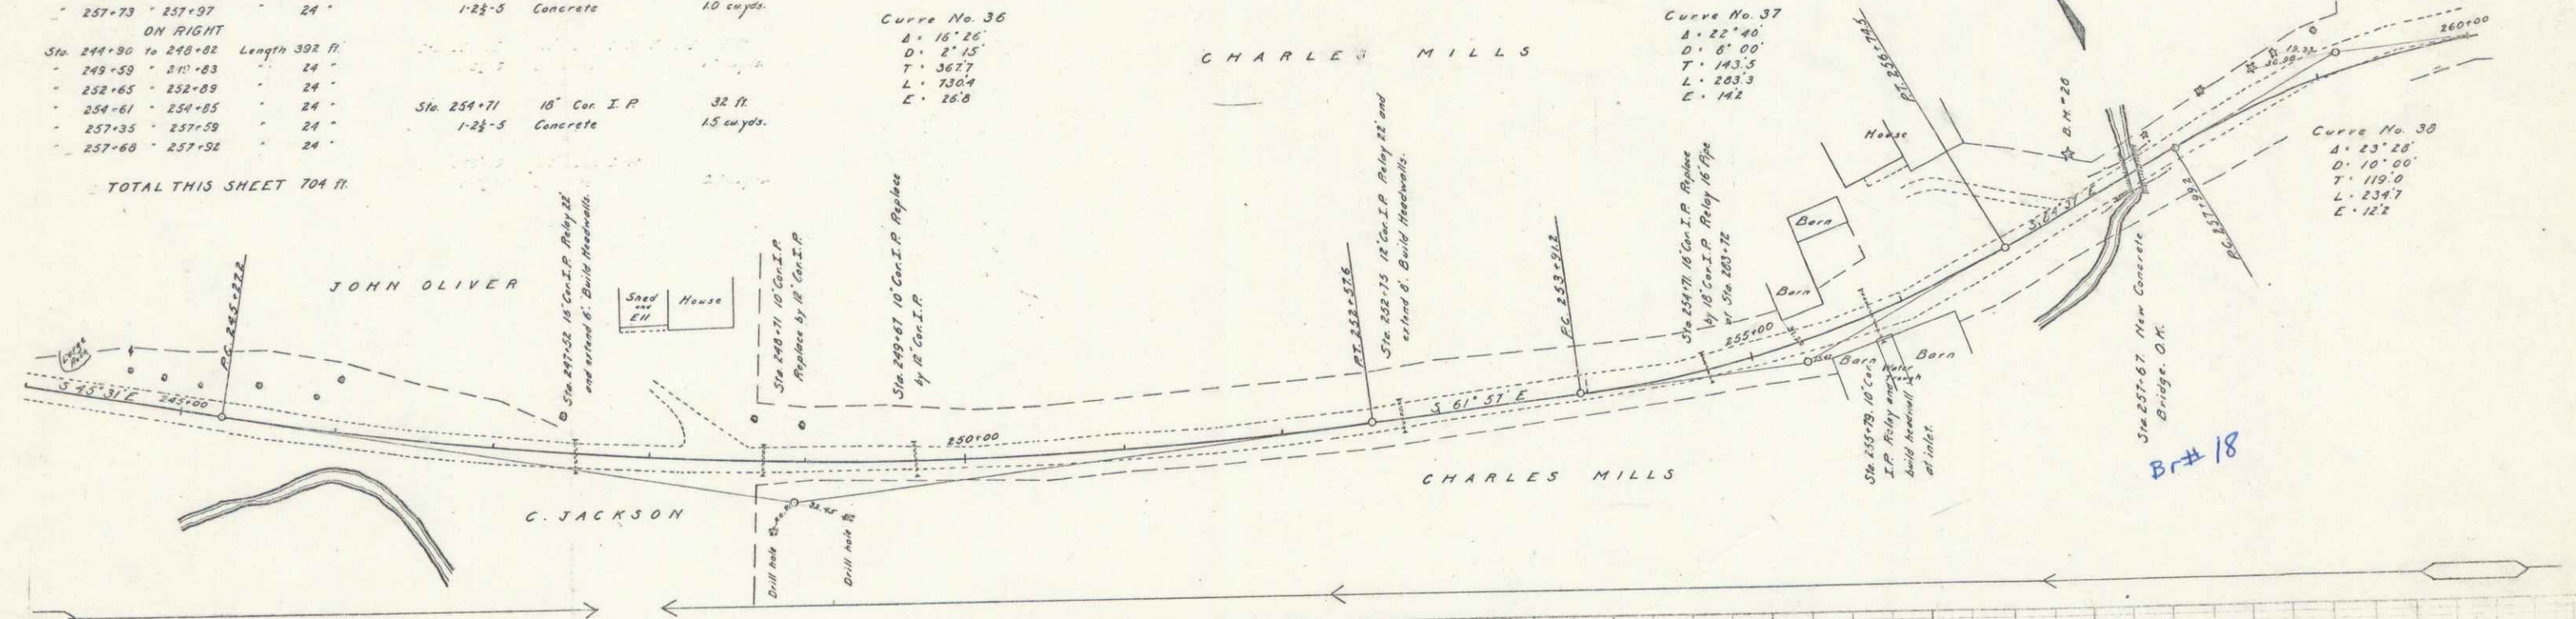 " 257+73 " 257+97 " 24 "
1-2½-5 Concrete 1.0 cu.yds.
ON RIGHT
Sta. 244+90 to 248+82 Length 392 ft.
" 249+59 " 249+83 " 24 "
" 252+65 " 252+89 " 24 "
" 254+61 " 254+85 " 24 "
" 257+35 " 257+59 " 24 "
" 257+68 " 257+92 " 24 "
TOTAL THIS SHEET 704 ft.
Sta. 254+71 18" Cor. I.P. 32 ft.
1-2½-5 Concrete 1.5 cu.yds.
Curve No. 36
Δ = 16° 26'
D = 2° 15'
T = 367.7
L = 730.4
E = 26.8
CHARLES MILLS
Curve No. 37
Δ = 22° 40'
D = 8° 00'
T = 143.5
L = 283.3
E = 14.2
Curve No. 38
Δ = 23° 28'
D = 10° 00'
T = 119.0
L = 234.7
E = 12.2
JOHN OLIVER
P.C. 245+27.2
Sta. 247+52 16" Cor. I.P. Relay 22'
and extend 6'. Build Headwalls.
Shed
and
Ell
House
Sta. 248+71 10" Cor. I.P.
Replace by 12" Cor. I.P.
Sta. 249+67 10" Cor. I.P. Replace
by 12" Cor. I.P.
P.T. 252+57.6
Sta. 252+75 12" Cor. I.P. Relay 22' and
extend 8'. Build Headwalls.
P.C. 253+91.2
Sta. 254+71. 16" Cor. I.P. Replace
by 18" Cor. I.P. Relay 16" Pipe
at Sta. 283+72
P.T. 256+74.5
House
Barn
Barn
Barn
Barn
B.M. #28
S. 84° 37' E
P.C. 257+99.2
19.33
260+00
Large
S 45° 31' E
245+00
250+00
S 61° 57' E
255+00
Sta. 255+79. 10" Cor.
I.P. Relay and
build headwall
at inlet.
Sta. 257+67. New Concrete
Bridge. O.K.
Br# 18
C. JACKSON
32.45
Drill hole
Drill hole
CHARLES MILLS